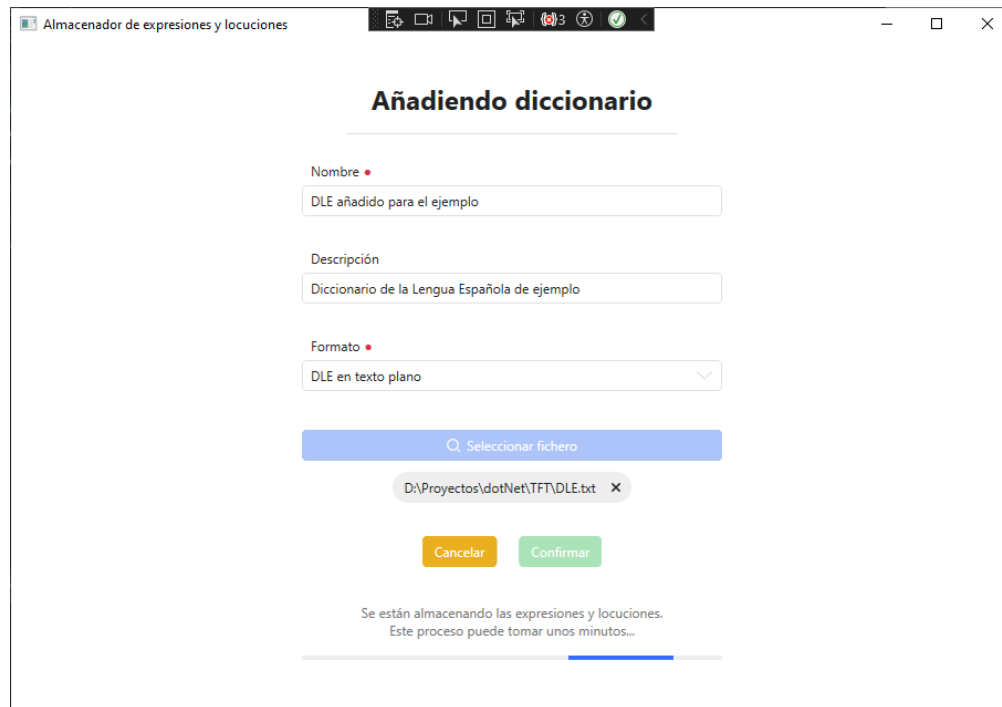 Almacenador de expresiones y locuciones
3
Añadiendo diccionario
Nombre
DLE añadido para el ejemplo
Descripción
Diccionario de la Lengua Española de ejemplo
Formato
DLE en texto plano
Seleccionar fichero
D:\Proyectos\dotNet\TFT\DLE.txt
Cancelar Confirmar
Se están almacenando las expresiones y locuciones.
Este proceso puede tomar unos minutos...